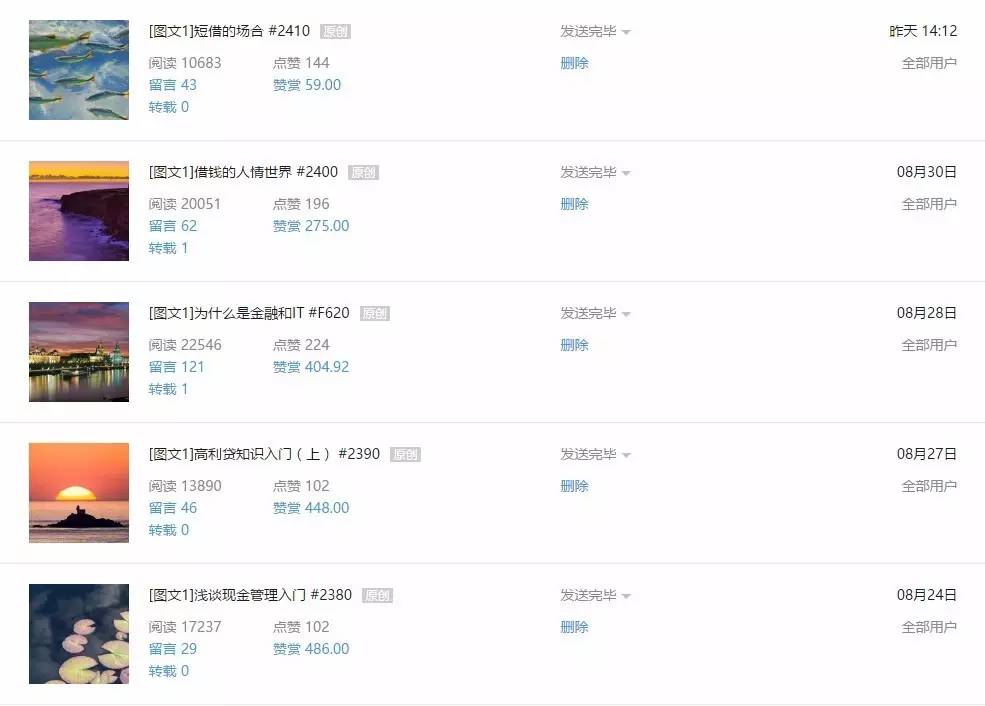 [图文1]短借的场合 #2410 原创 发送完毕 昨天 14:12
阅读 10683 点赞 144 删除 全部用户
留言 43 赞赏 59.00
转载 0
[图文1]借钱的人情世界 #2400 原创 发送完毕 08月30日
阅读 20051 点赞 196 删除 全部用户
留言 62 赞赏 275.00
转载 1
[图文1]为什么是金融和IT #F620 原创 发送完毕 08月28日
阅读 22546 点赞 224 删除 全部用户
留言 121 赞赏 404.92
转载 1
[图文1]高利贷知识入门（上） #2390 原创 发送完毕 08月27日
阅读 13890 点赞 102 删除 全部用户
留言 46 赞赏 448.00
转载 0
[图文1]浅谈现金管理入门 #2380 原创 发送完毕 08月24日
阅读 17237 点赞 102 删除 全部用户
留言 29 赞赏 486.00
转载 0